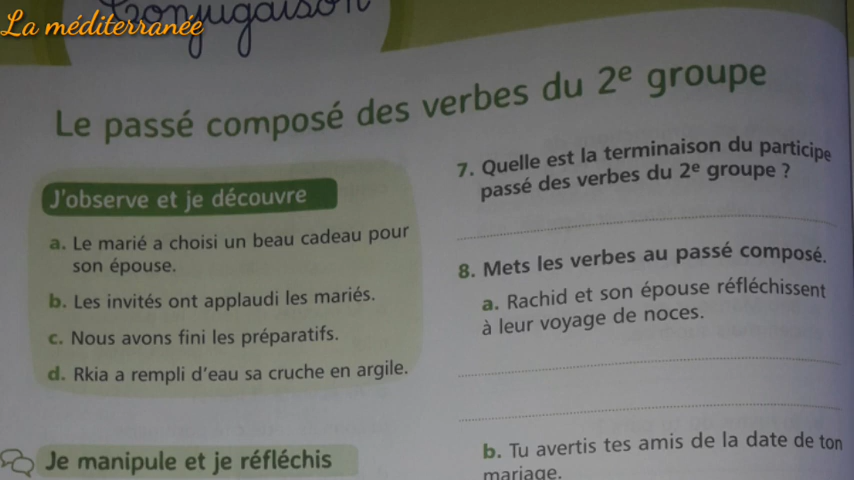 Conjugaison
La méditerranée
Le passé composé des verbes du 2e groupe
J'observe et je découvre
a. Le marié a choisi un beau cadeau pour
son épouse.
b. Les invités ont applaudi les mariés.
c. Nous avons fini les préparatifs.
d. Rkia a rempli d'eau sa cruche en argile.
Je manipule et je réfléchis
7. Quelle est la terminaison du participe
passé des verbes du 2e groupe ?
8. Mets les verbes au passé composé.
a. Rachid et son épouse réfléchissent
à leur voyage de noces.
b. Tu avertis tes amis de la date de ton
mariage.